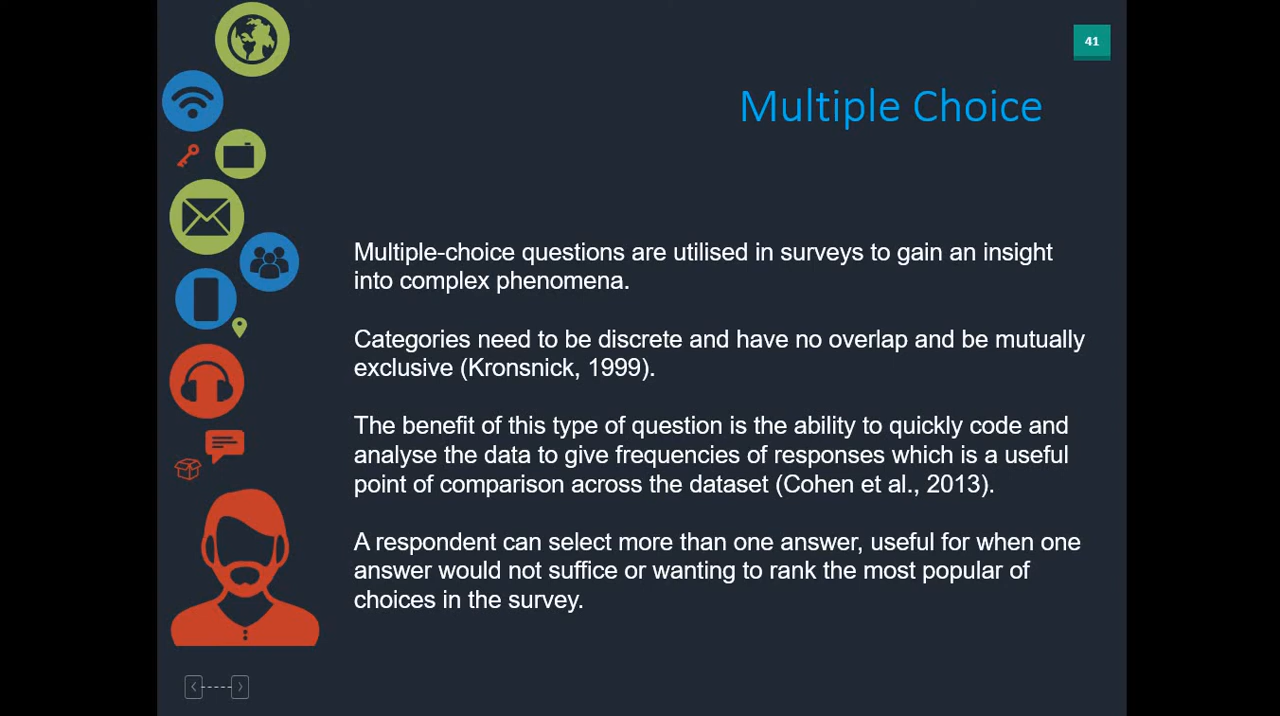 41
Multiple Choice
Multiple-choice questions are utilised in surveys to gain an insight
into complex phenomena.
Categories need to be discrete and have no overlap and be mutually
exclusive (Kronsnick, 1999).
The benefit of this type of question is the ability to quickly code and
analyse the data to give frequencies of responses which is a useful
point of comparison across the dataset (Cohen et al., 2013).
A respondent can select more than one answer, useful for when one
answer would not suffice or wanting to rank the most popular of
choices in the survey.